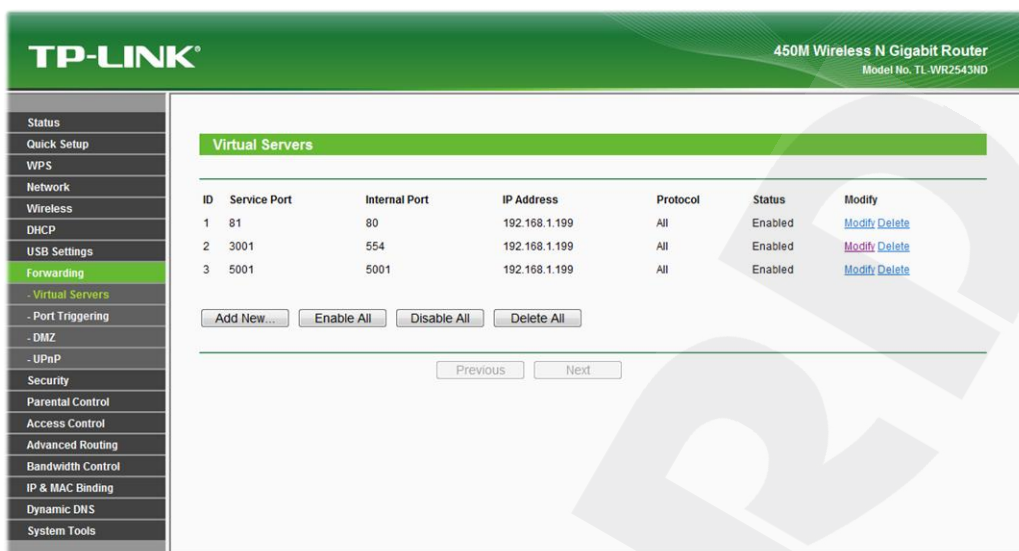 TP-LINK®
450M Wireless N Gigabit Router
Model No. TL-WR2543ND
Status
Quick Setup
WPS
Network
Wireless
DHCP
USB Settings
Forwarding
- Virtual Servers
- Port Triggering
- DMZ
- UPnP
Security
Parental Control
Access Control
Advanced Routing
Bandwidth Control
IP & MAC Binding
Dynamic DNS
System Tools
Virtual Servers
ID Service Port Internal Port IP Address Protocol Status Modify
1 81 80 192.168.1.199 All Enabled Modify Delete
2 3001 554 192.168.1.199 All Enabled Modify Delete
3 5001 5001 192.168.1.199 All Enabled Modify Delete
Add New... Enable All Disable All Delete All
Previous Next